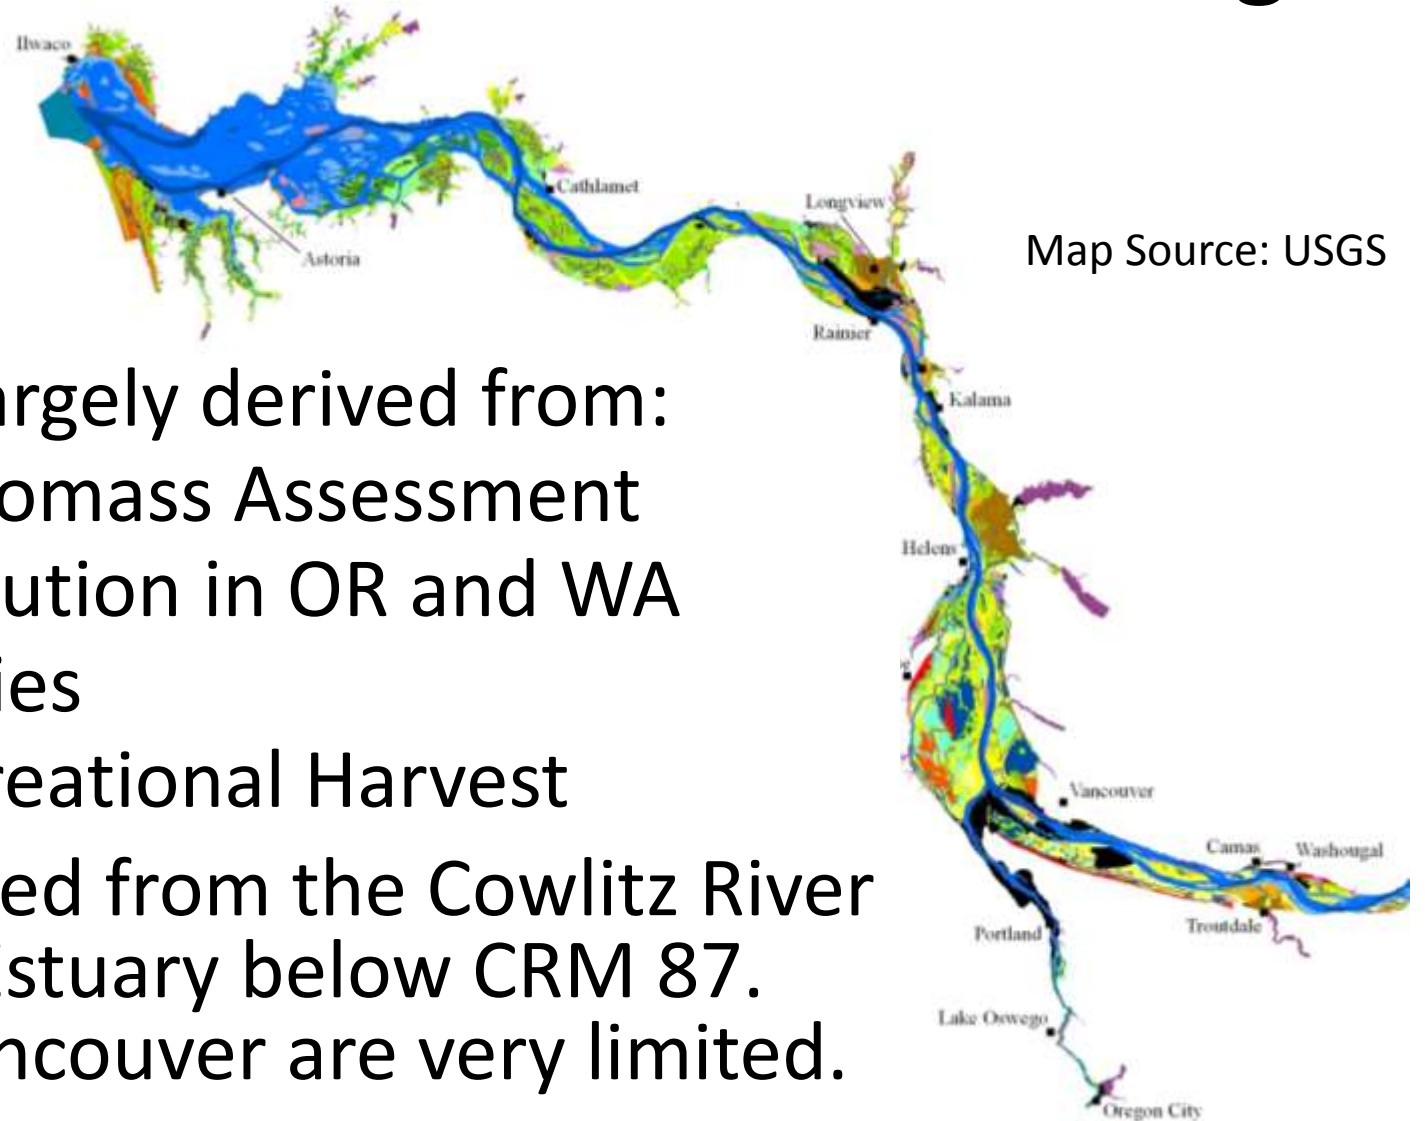 g
Ilwaco
Cathlamet
Longview
Astoria
Map Source: USGS
Rainier
argely derived from:
Kalama
omass Assessment
Helens
ution in OR and WA
ies
reational Harvest
Vancouver
Camas
Washougal
ed from the Cowlitz River
Troutdale
Portland
Estuary below CRM 87.
Lake Oswego
ncouver are very limited.
Oregon City